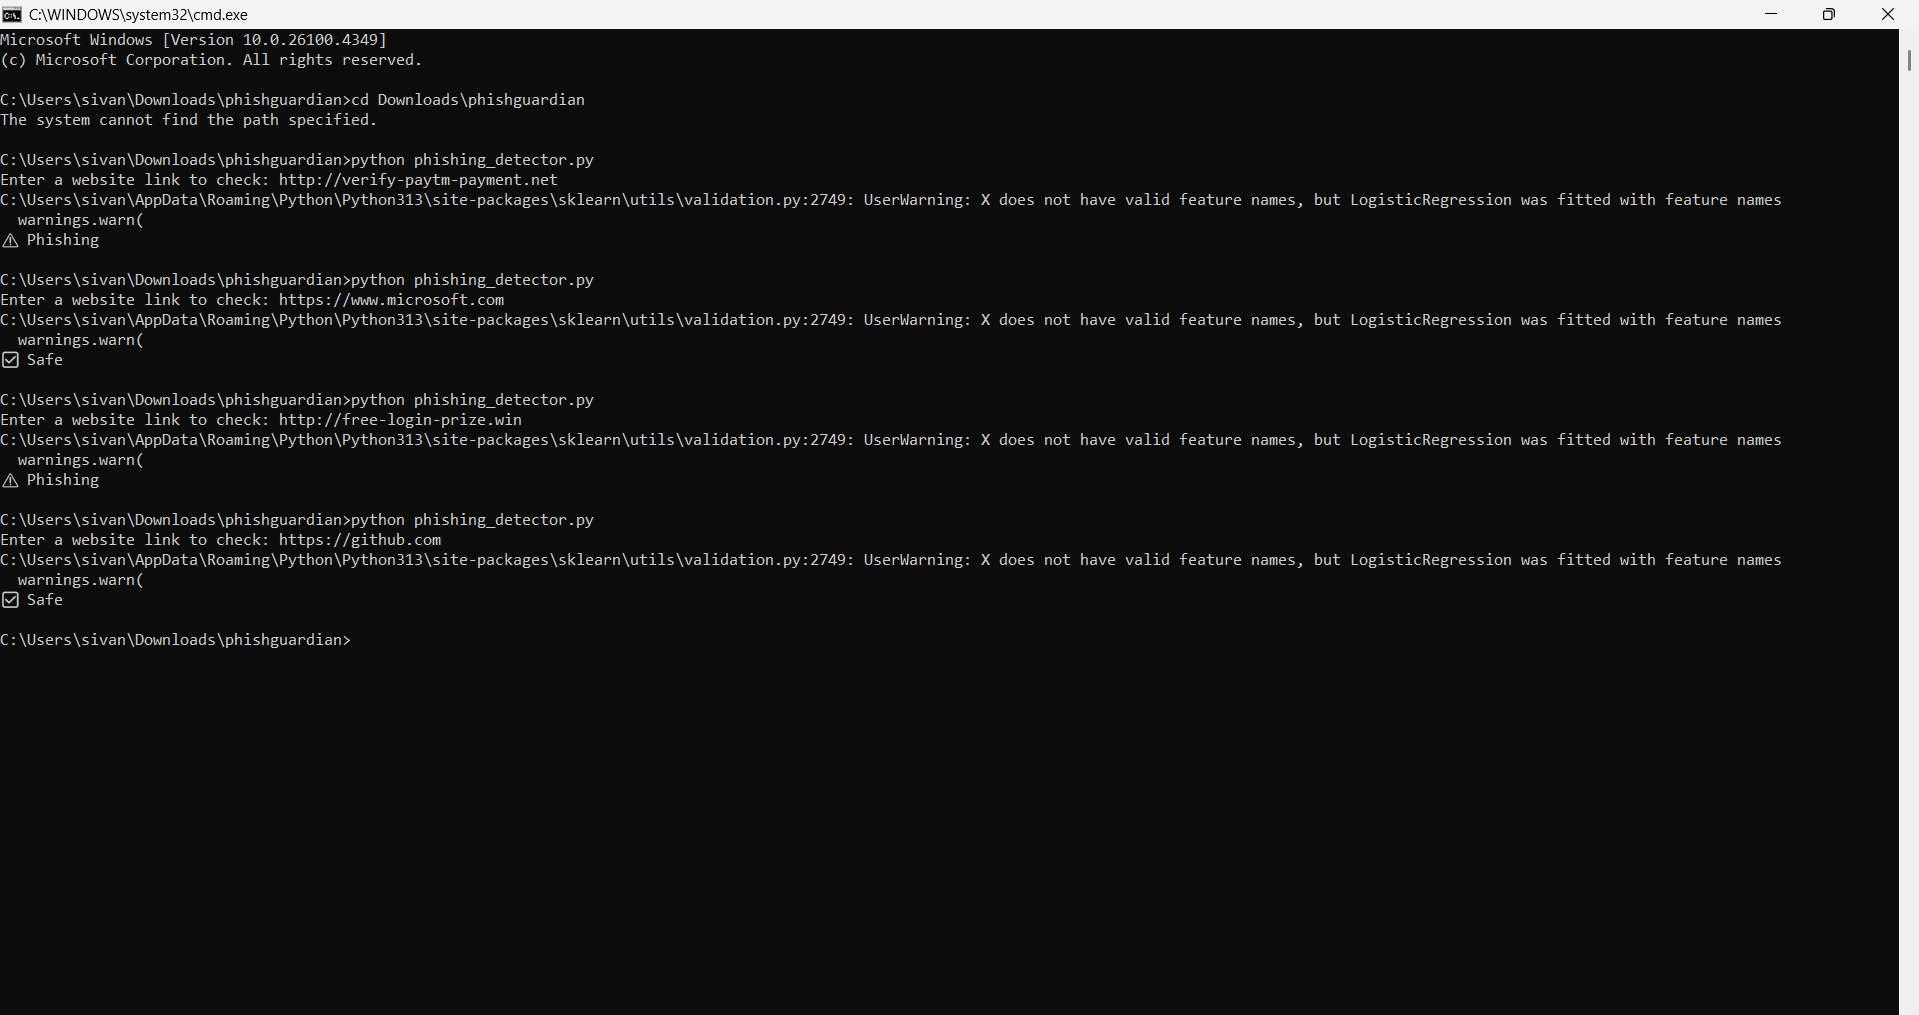 C:\WINDOWS\system32\cmd.exe
Microsoft Windows [Version 10.0.26100.4349]
(c) Microsoft Corporation. All rights reserved.
C:\Users\sivan\Downloads\phishguardian>cd Downloads\phishguardian
The system cannot find the path specified.
C:\Users\sivan\Downloads\phishguardian>python phishing_detector.py
Enter a website link to check: http://verify-paytm-payment.net
C:\Users\sivan\AppData\Roaming\Python\Python313\site-packages\sklearn\utils\validation.py:2749: UserWarning: X does not have valid feature names, but LogisticRegression was fitted with feature names
  warnings.warn(
⚠ Phishing
C:\Users\sivan\Downloads\phishguardian>python phishing_detector.py
Enter a website link to check: https://www.microsoft.com
C:\Users\sivan\AppData\Roaming\Python\Python313\site-packages\sklearn\utils\validation.py:2749: UserWarning: X does not have valid feature names, but LogisticRegression was fitted with feature names
  warnings.warn(
☑ Safe
C:\Users\sivan\Downloads\phishguardian>python phishing_detector.py
Enter a website link to check: http://free-login-prize.win
C:\Users\sivan\AppData\Roaming\Python\Python313\site-packages\sklearn\utils\validation.py:2749: UserWarning: X does not have valid feature names, but LogisticRegression was fitted with feature names
  warnings.warn(
⚠ Phishing
C:\Users\sivan\Downloads\phishguardian>python phishing_detector.py
Enter a website link to check: https://github.com
C:\Users\sivan\AppData\Roaming\Python\Python313\site-packages\sklearn\utils\validation.py:2749: UserWarning: X does not have valid feature names, but LogisticRegression was fitted with feature names
  warnings.warn(
☑ Safe
C:\Users\sivan\Downloads\phishguardian>